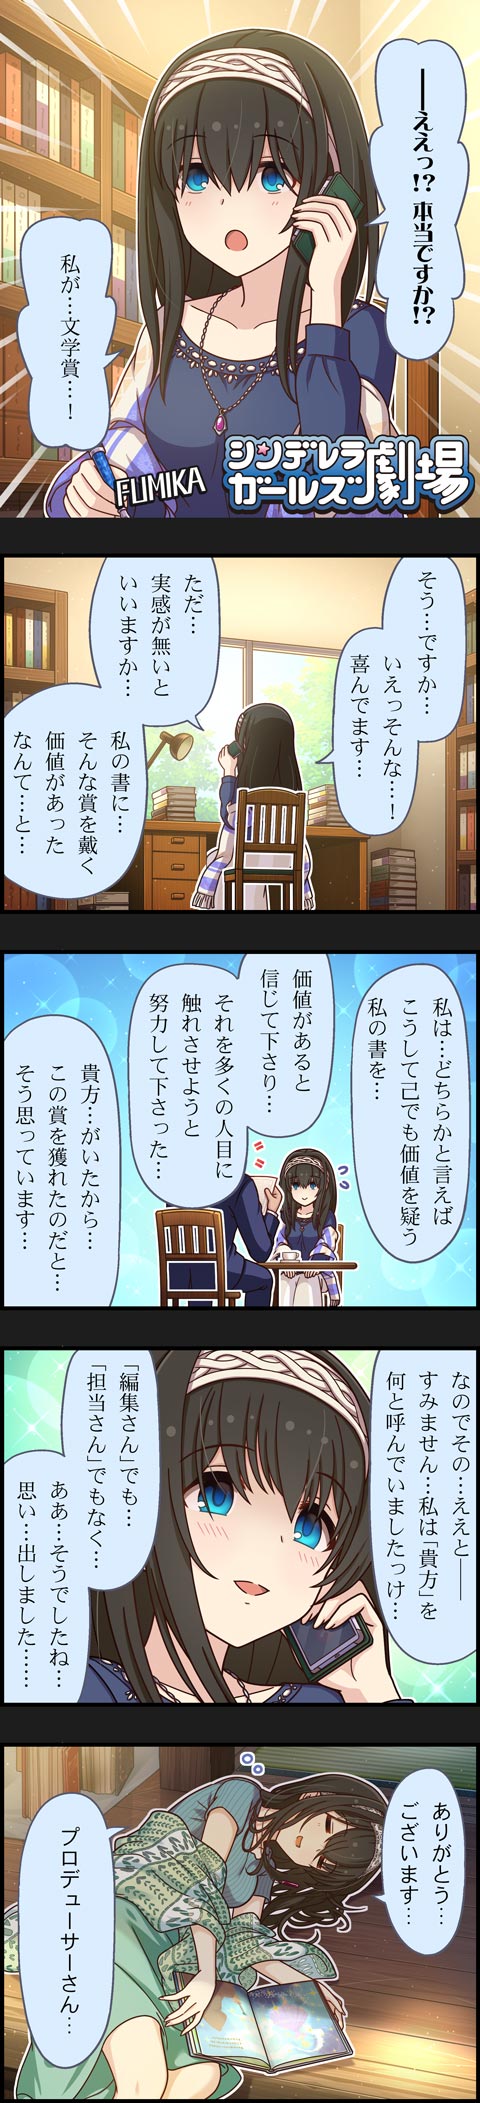 ――ええっ!? 本当ですか!?
私が…文学賞…!
FUMIKA
シンデレラ
ガールズ劇場
そう…ですか…
いえっそんな…!
喜んでます…
ただ…
実感が無いと
いいますか…
私の書に…
そんな賞を戴く
価値があった
なんて…と…
私は…どちらかと言えば
こうして己でも価値を疑う
私の書を…
価値があると
信じて下さり…
それを多くの人目に
触れさせようと
努力して下さった…
貴方…がいたから…
この賞を獲れたのだと…
そう思っています…
なのでその…ええと――
すみません…私は「貴方」を
何と呼んでいましたっけ…
「編集さん」でも…
「担当さん」でもなく…
ああ…そうでしたね…
思い…出しました……
ありがとう…
ございます…
プロデューサーさん…